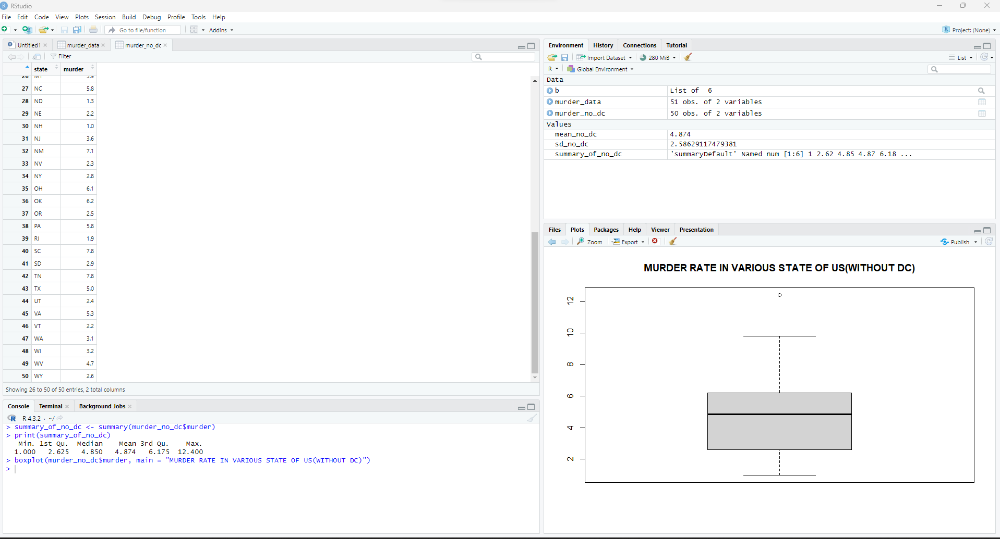 RStudio
File Edit Code View Plots Session Build Debug Profile Tools Help
Go to file/function Addins Project: (None)
Untitled1 murder_data murder_no_dc
Filter
state murder
26 MT 3.9
27 NC 5.8
28 ND 1.3
29 NE 2.2
30 NH 1.0
31 NJ 3.6
32 NM 7.1
33 NV 2.3
34 NY 2.8
35 OH 6.1
36 OK 6.2
37 OR 2.5
38 PA 5.8
39 RI 1.9
40 SC 7.8
41 SD 2.9
42 TN 7.8
43 TX 5.0
44 UT 2.4
45 VA 5.3
46 VT 2.2
47 WA 3.1
48 WI 3.2
49 WV 4.7
50 WY 2.6
Showing 26 to 50 of 50 entries, 2 total columns
Console Terminal Background Jobs
R R 4.3.2 · ~/
> summary_of_no_dc <- summary(murder_no_dc$murder)
> print(summary_of_no_dc)
Min. 1st Qu. Median Mean 3rd Qu. Max.
1.000 2.625 4.850 4.874 6.175 12.400
> boxplot(murder_no_dc$murder, main = "MURDER RATE IN VARIOUS STATE OF US(WITHOUT DC)")
>
Environment History Connections Tutorial
Import Dataset 280 MiB List
R Global Environment
Data
b List of 6
murder_data 51 obs. of 2 variables
murder_no_dc 50 obs. of 2 variables
Values
mean_no_dc 4.874
sd_no_dc 2.58629117479381
summary_of_no_dc 'summaryDefault' Named num [1:6] 1 2.62 4.85 4.87 6.18 ...
Files Plots Packages Help Viewer Presentation
Zoom Export Publish
MURDER RATE IN VARIOUS STATE OF US(WITHOUT DC)
12
10
8
6
4
2